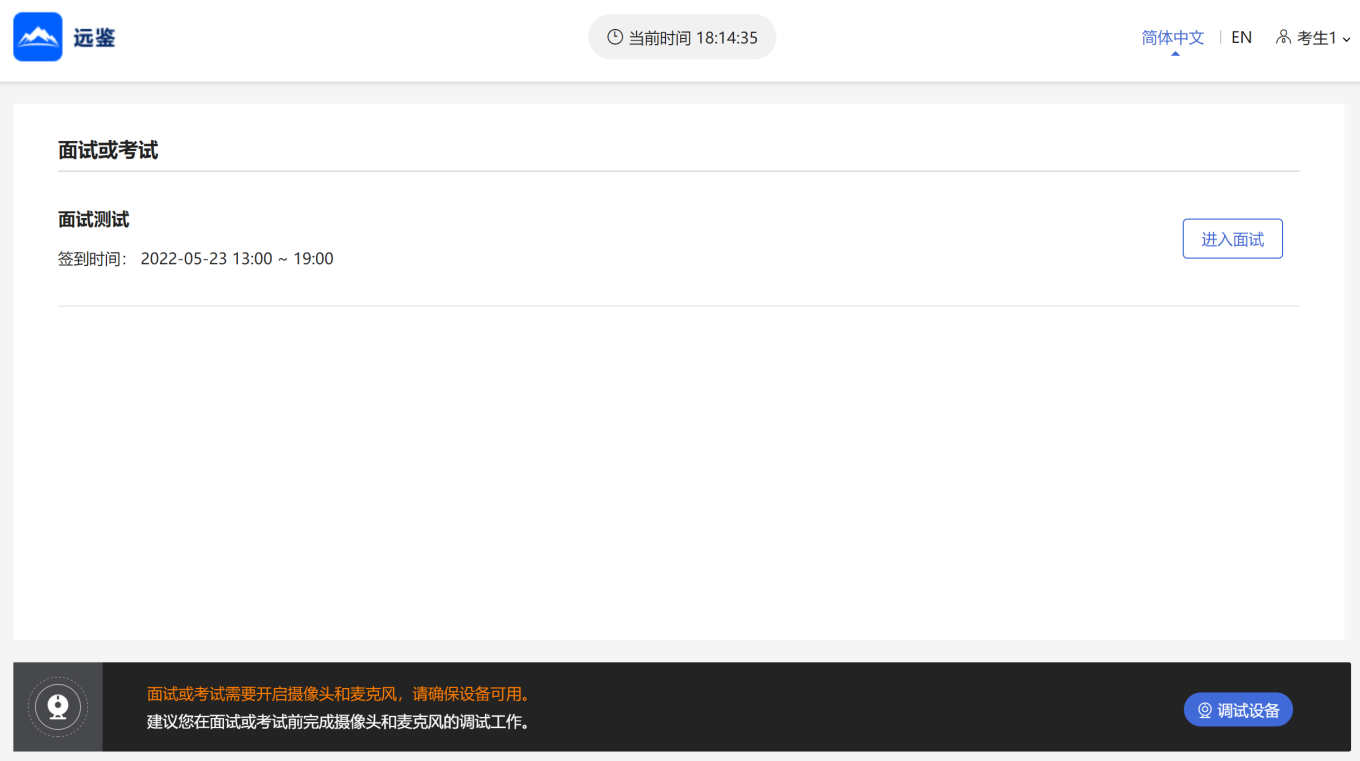 远鉴
当前时间 18:14:35
简体中文 | EN 考生1
面试或考试
面试测试
签到时间： 2022-05-23 13:00 ~ 19:00
进入面试
面试或考试需要开启摄像头和麦克风，请确保设备可用。
建议您在面试或考试前完成摄像头和麦克风的调试工作。
调试设备